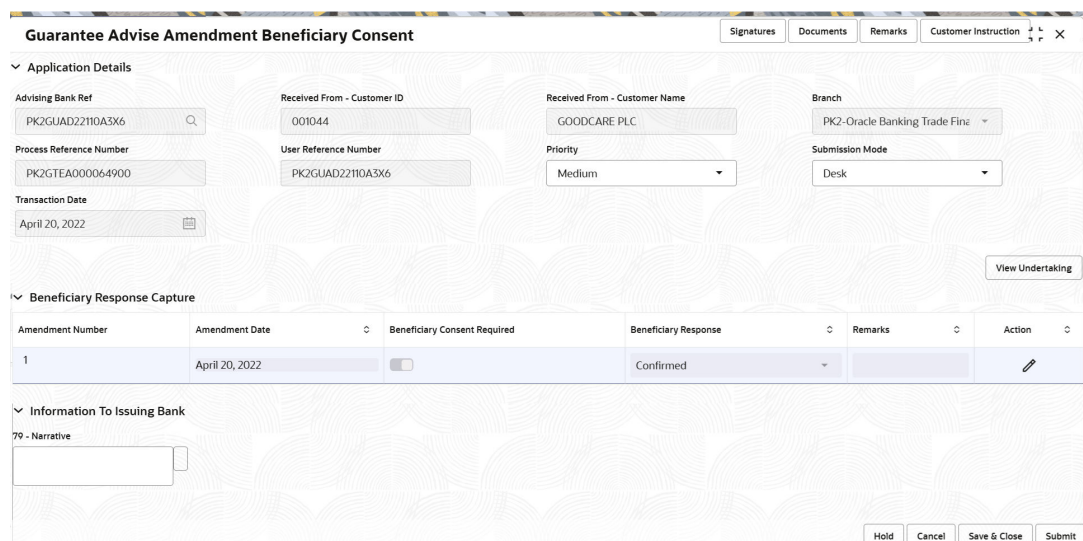 Guarantee Advise Amendment Beneficiary Consent
Signatures
Documents
Remarks
Customer Instruction
Application Details
Advising Bank Ref
Received From - Customer ID
Received From - Customer Name
Branch
PK2GUAD22110A3X6
001044
GOODCARE PLC
PK2-Oracle Banking Trade Fina
Process Reference Number
User Reference Number
Priority
Submission Mode
PK2GTEA000064900
PK2GUAD22110A3X6
Medium
Desk
Transaction Date
April 20, 2022
View Undertaking
Beneficiary Response Capture
Amendment Number
Amendment Date
Beneficiary Consent Required
Beneficiary Response
Remarks
Action
1
April 20, 2022
Confirmed
Information To Issuing Bank
79 - Narrative
Hold
Cancel
Save & Close
Submit